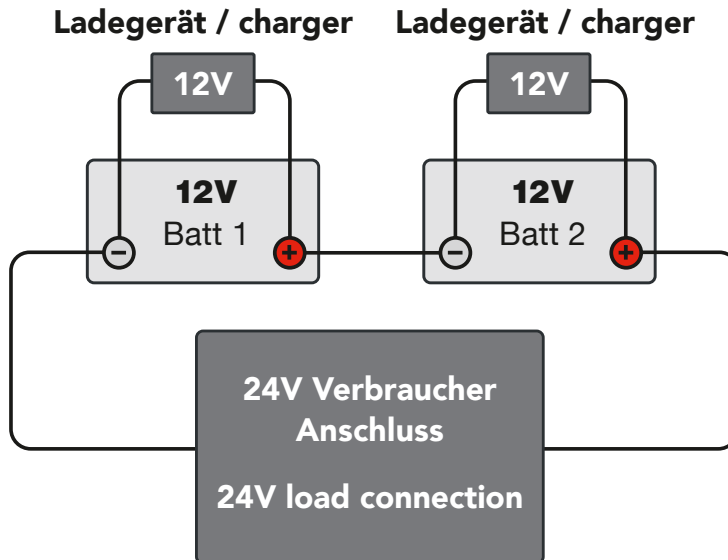 Ladegerät / charger
Ladegerät / charger
12V
12V
12V
Batt 1
12V
Batt 2
−
+
−
+
24V Verbraucher
Anschluss
24V load connection